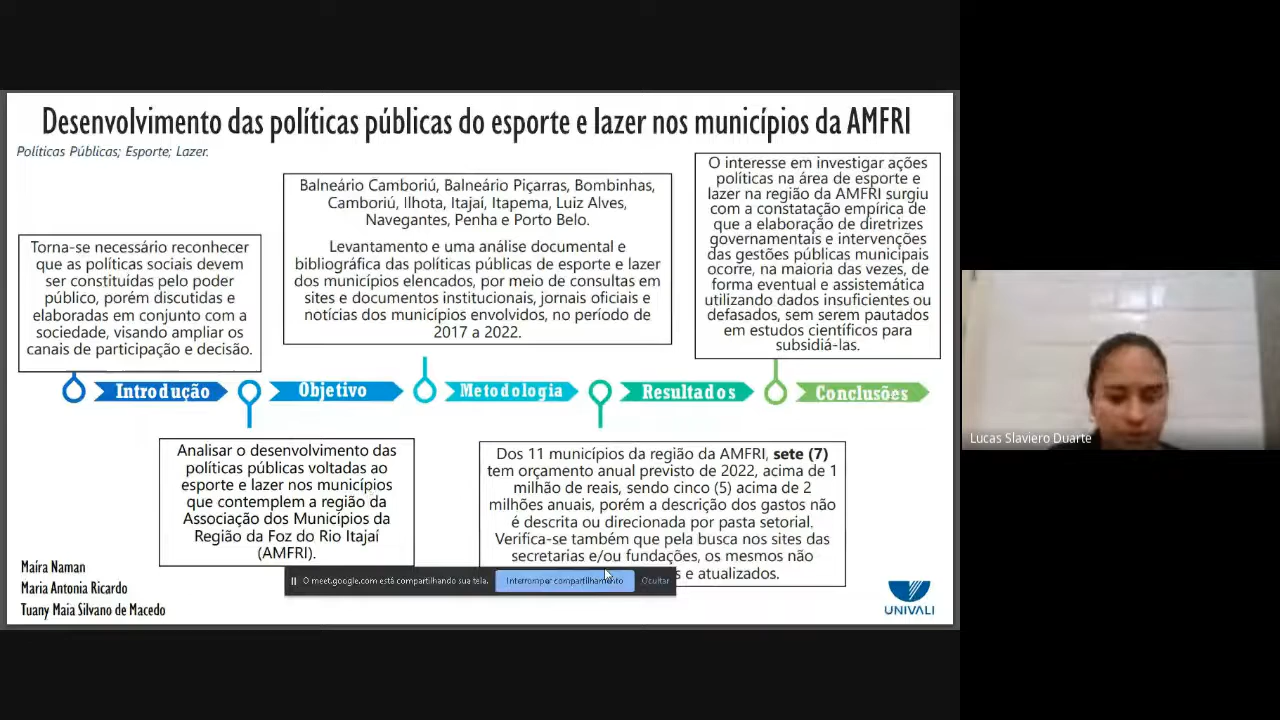 Desenvolvimento das políticas públicas do esporte e lazer nos municípios da AMFRI
Políticas Públicas; Esporte; Lazer.
Torna-se necessário reconhecer
que as políticas sociais devem
ser constituídas pelo poder
público, porém discutidas e
elaboradas em conjunto com a
sociedade, visando ampliar os
canais de participação e decisão.
Balneário Camboriú, Balneário Piçarras, Bombinhas,
Camboriú, Ilhota, Itajaí, Itapema, Luiz Alves,
Navegantes, Penha e Porto Belo.
Levantamento e uma análise documental e
bibliográfica das políticas públicas de esporte e lazer
dos municípios elencados, por meio de consultas em
sites e documentos institucionais, jornais oficiais e
notícias dos municípios envolvidos, no período de
2017 a 2022.
O interesse em investigar ações
políticas na área de esporte e
lazer na região da AMFRI surgiu
com a constatação empírica de
que a elaboração de diretrizes
governamentais e intervenções
das gestões públicas municipais
ocorre, na maioria das vezes, de
forma eventual e assistemática
utilizando dados insuficientes ou
defasados, sem serem pautados
em estudos científicos para
subsidiá-las.
Introdução
Objetivo
Metodologia
Resultados
Conclusões
Analisar o desenvolvimento das
políticas públicas voltadas ao
esporte e lazer nos municípios
que contemplem a região da
Associação dos Municípios da
Região da Foz do Rio Itajaí
(AMFRI).
Dos 11 municípios da região da AMFRI, sete (7)
tem orçamento anual previsto de 2022, acima de 1
milhão de reais, sendo cinco (5) acima de 2
milhões anuais, porém a descrição dos gastos não
é descrita ou direcionada por pasta setorial.
Verifica-se também que pela busca nos sites das
secretarias e/ou fundações, os mesmos não
s e atualizados.
Maíra Naman
Maria Antonia Ricardo
Tuany Maia Silvano de Macedo
O meet.google.com está compartilhando sua tela.
Interromper compartilhamento
Ocultar
UNIVALI
Lucas Slaviero Duarte